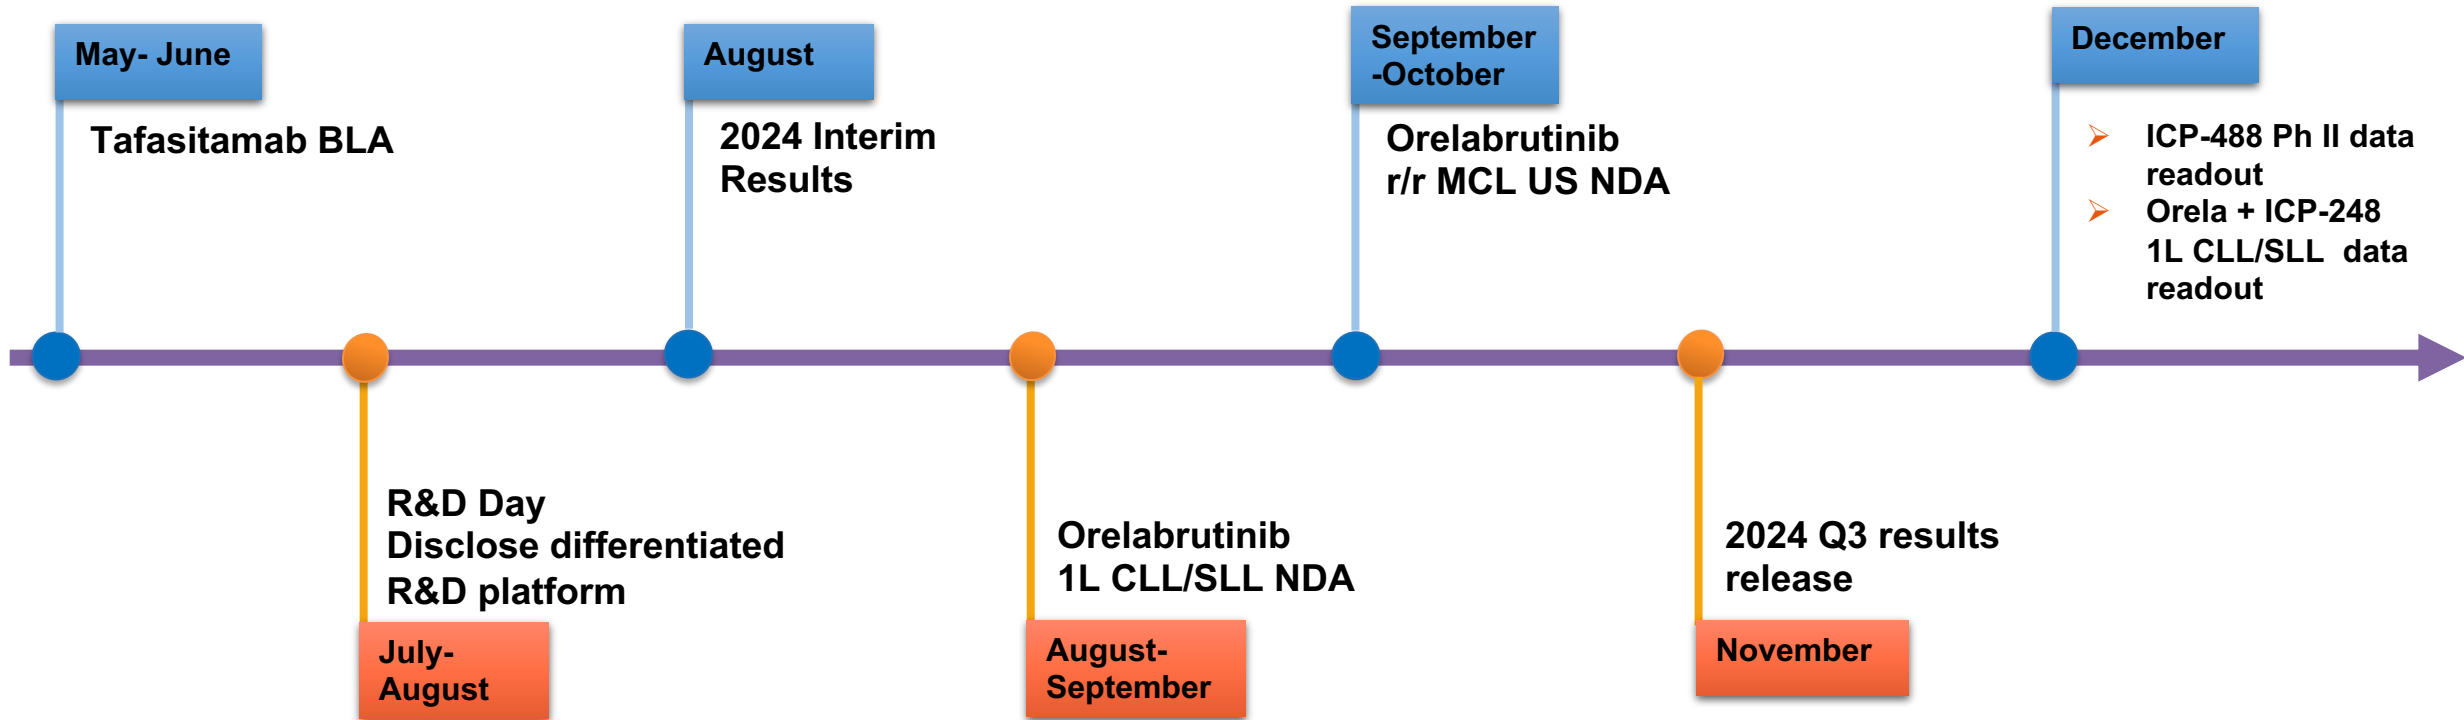 May- June
Tafasitamab BLA
August
2024 Interim
Results
September
-October
Orelabrutinib
r/r MCL US NDA
December
➤ ICP-488 Ph II data
readout
➤ Orela + ICP-248
1L CLL/SLL data
readout
R&D Day
Disclose differentiated
R&D platform
July-
August
Orelabrutinib
1L CLL/SLL NDA
August-
September
2024 Q3 results
release
November